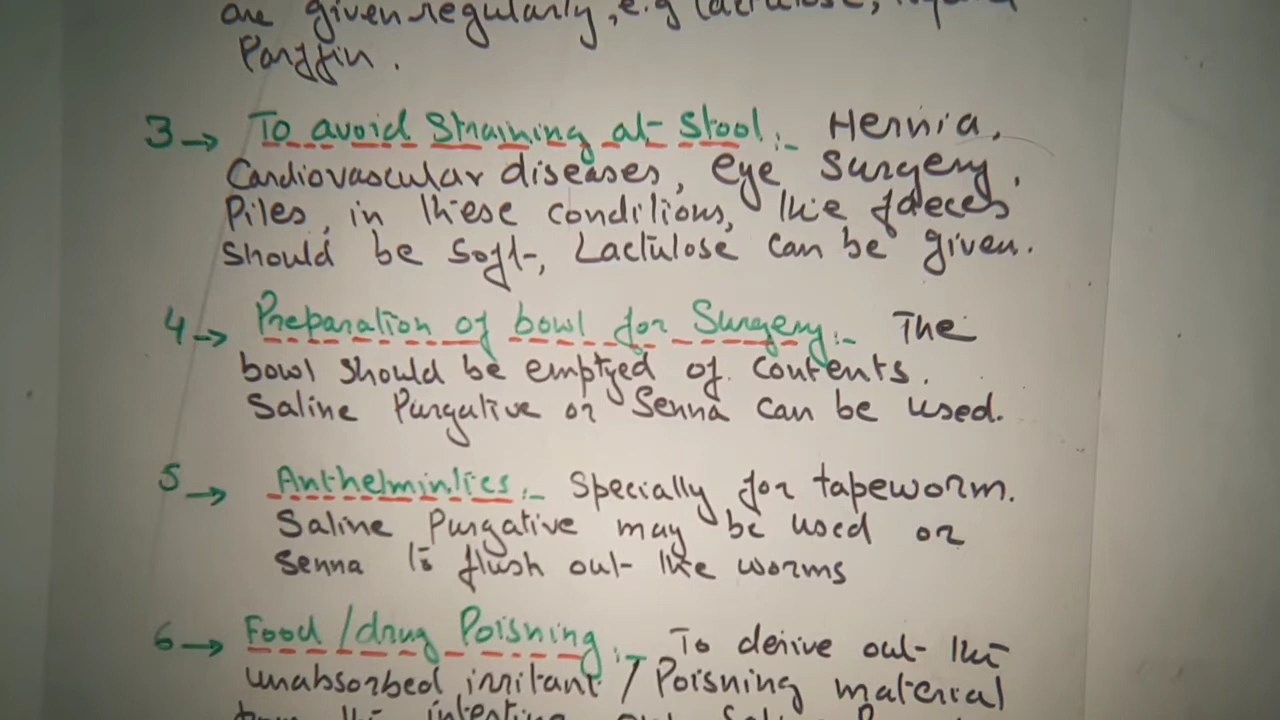 are given regularly, e.g Lactulose,
Paraffin.
3→ To avoid Straining at Stool:- Hernia,
Cardiovascular diseases, eye surgery,
Piles, in these conditions, the faeces
should be soft, Lactulose can be given.
4→ Preparation of bowl for Surgery:- The
bowl should be emptyed of contents.
Saline Purgative or Senna can be used.
5→ Anthelmintics:- Specially for tapeworm.
Saline Purgative may be used or
Senna to flush out the worms
6→ Food/drug Poisning:- To derive out the
unabsorbed irritant / Poisning material